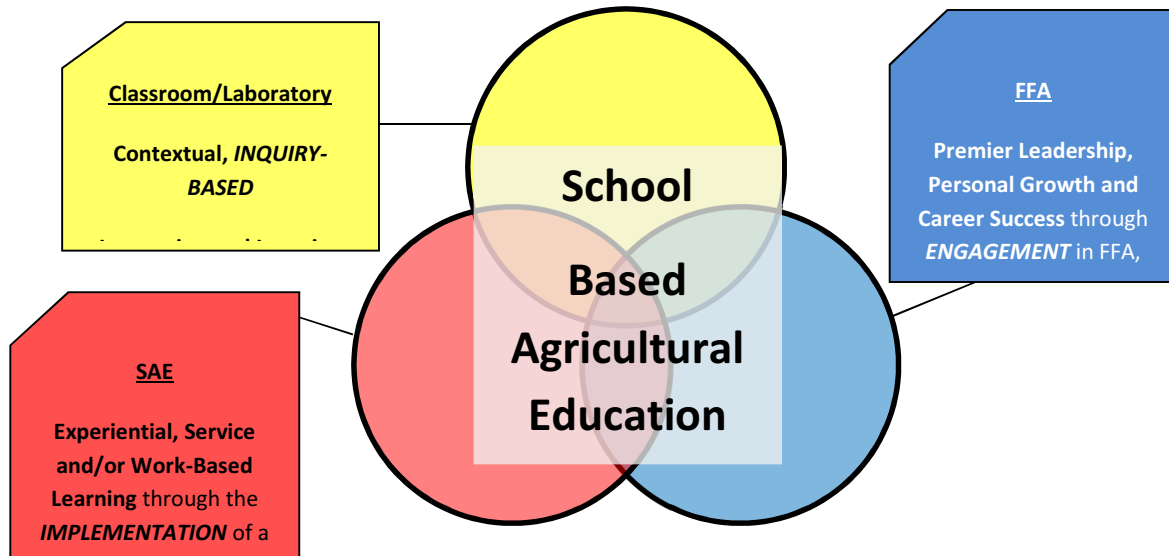 Classroom/Laboratory
Contextual, INQUIRY-
BASED
FFA
Premier Leadership,
Personal Growth and
Career Success through
ENGAGEMENT in FFA,
School
Based
Agricultural
Education
SAE
Experiential, Service
and/or Work-Based
Learning through the
IMPLEMENTATION of a